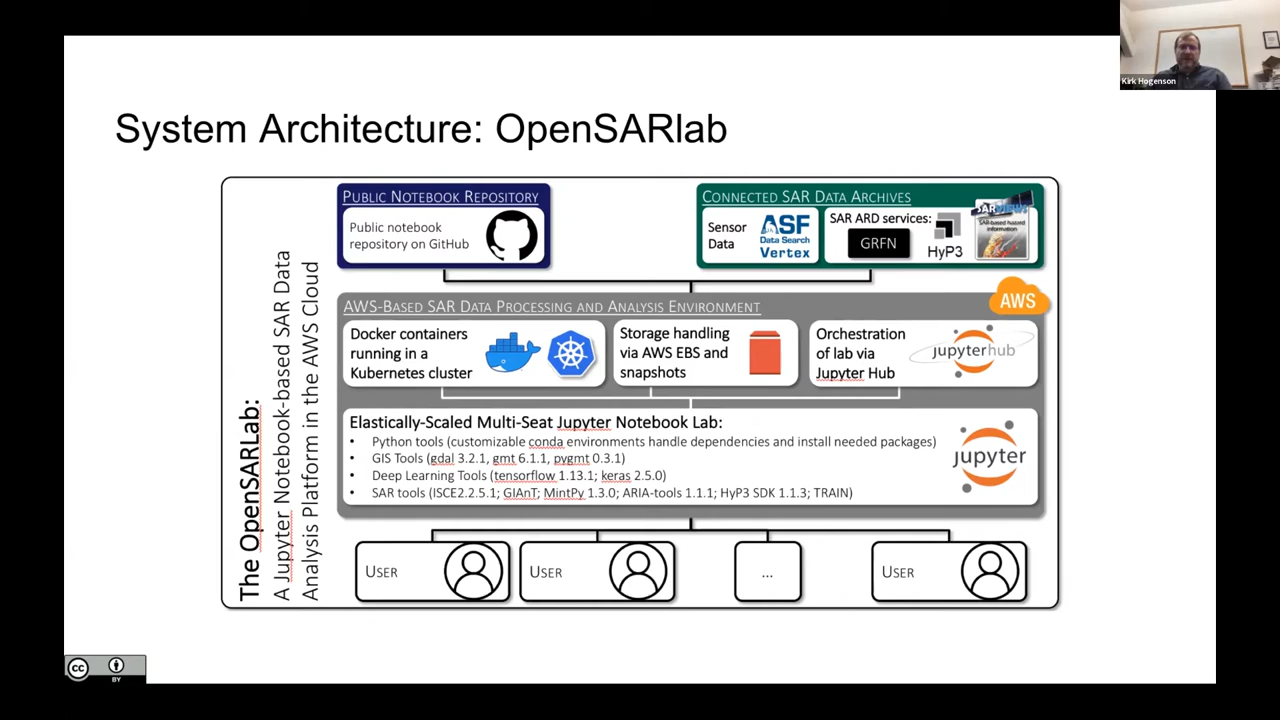 Kirk Hogenson
System Architecture: OpenSARlab
The OpenSARLab:
A Jupyter Notebook-based SAR Data
Analysis Platform in the AWS Cloud
PUBLIC NOTEBOOK REPOSITORY
Public notebook
repository on GitHub
CONNECTED SAR DATA ARCHIVES
Sensor
Data
ASF
Data Search
Vertex
SAR ARD services:
GRFN
HyP3
SARVIEWS
SAR-based hazard
information
AWS-BASED SAR DATA PROCESSING AND ANALYSIS ENVIRONMENT
AWS
Docker containers
running in a
Kubernetes cluster
Storage handling
via AWS EBS and
snapshots
Orchestration
of lab via
Jupyter Hub
jupyterhub
Elastically-Scaled Multi-Seat Jupyter Notebook Lab:
• Python tools (customizable conda environments handle dependencies and install needed packages)
• GIS Tools (gdal 3.2.1, gmt 6.1.1, pygmt 0.3.1)
• Deep Learning Tools (tensorflow 1.13.1; keras 2.5.0)
• SAR tools (ISCE2.2.5.1; GIAnT; MintPy 1.3.0; ARIA-tools 1.1.1; HyP3 SDK 1.1.3; TRAIN)
jupyter
USER
USER
...
USER
cc
BY